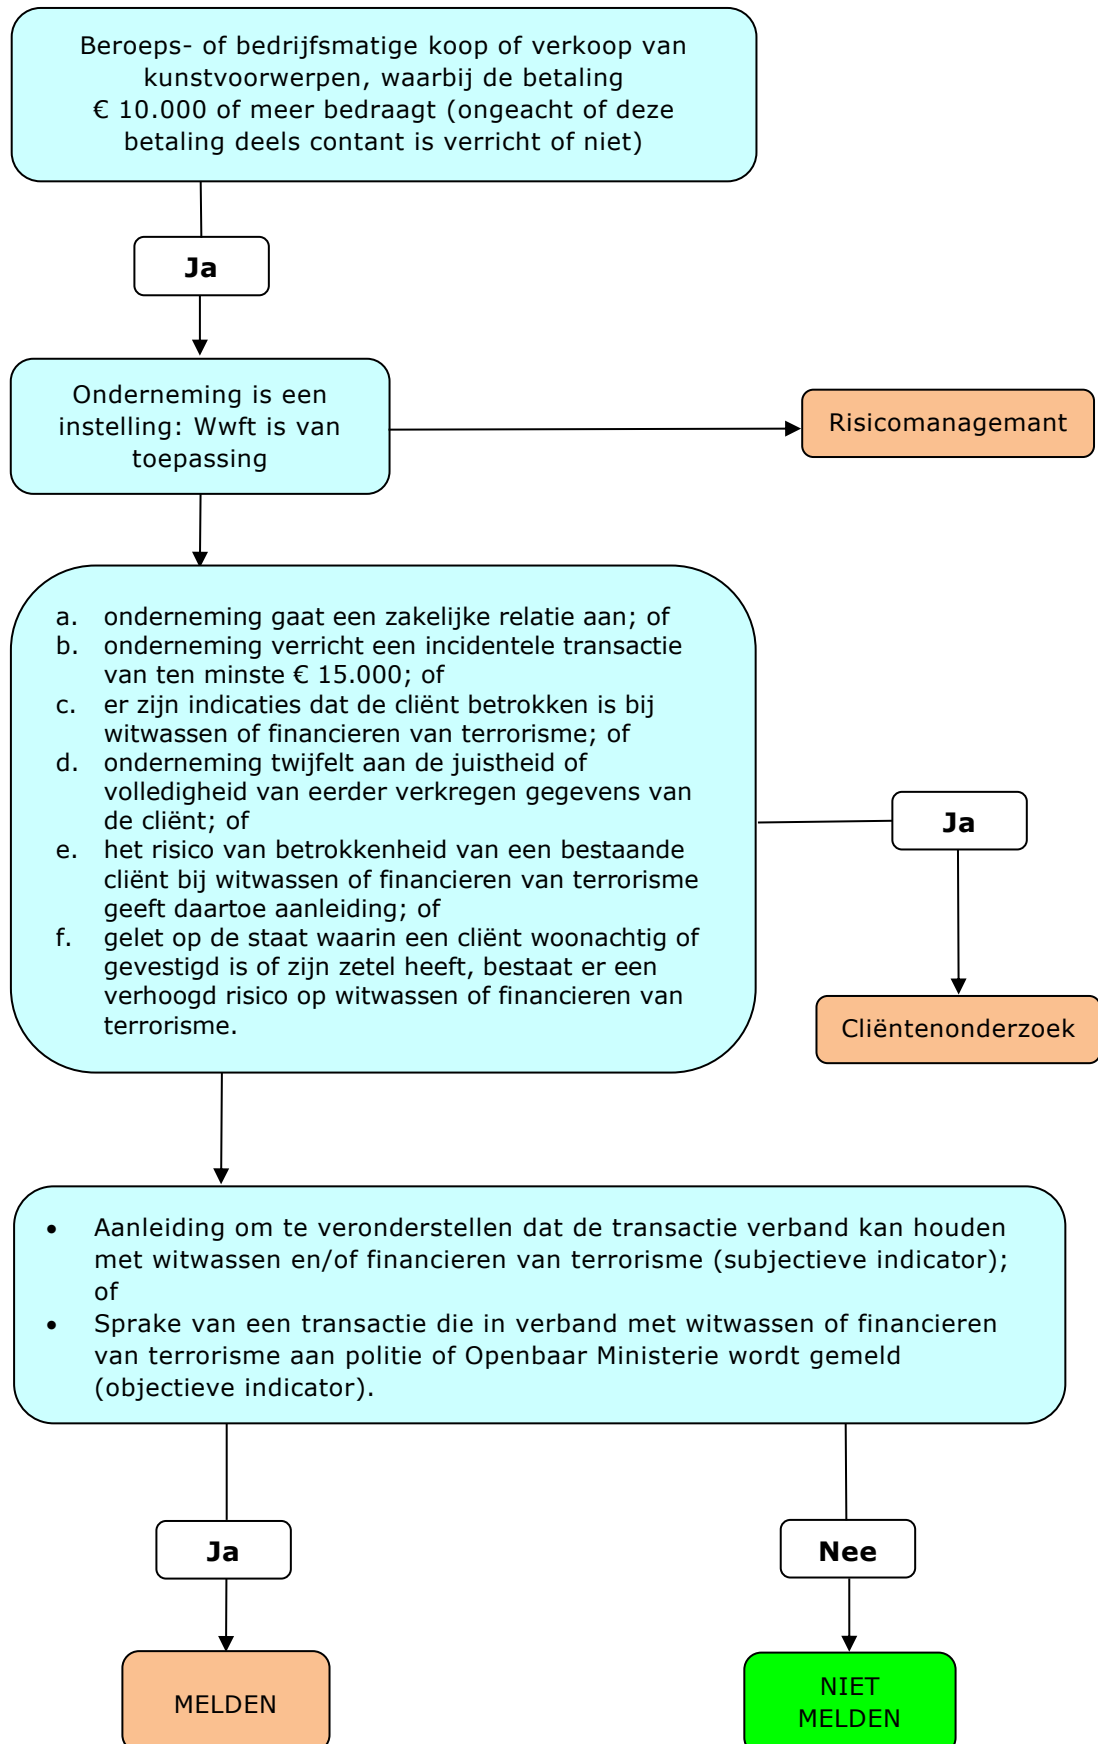 Beroeps- of bedrijfsmatige koop of verkoop van
kunstvoorwerpen, waarbij de betaling
€ 10.000 of meer bedraagt (ongeacht of deze
betaling deels contant is verricht of niet)
Ja
Onderneming is een
instelling: Wwft is van
toepassing
Risicomanagemant
a. onderneming gaat een zakelijke relatie aan; of
b. onderneming verricht een incidentele transactie
van ten minste € 15.000; of
c. er zijn indicaties dat de cliënt betrokken is bij
witwassen of financieren van terrorisme; of
d. onderneming twijfelt aan de juistheid of
volledigheid van eerder verkregen gegevens van
de cliënt; of
e. het risico van betrokkenheid van een bestaande
cliënt bij witwassen of financieren van terrorisme
geeft daartoe aanleiding; of
f. gelet op de staat waarin een cliënt woonachtig of
gevestigd is of zijn zetel heeft, bestaat er een
verhoogd risico op witwassen of financieren van
terrorisme.
Ja
Cliëntenonderzoek
• Aanleiding om te veronderstellen dat de transactie verband kan houden
met witwassen en/of financieren van terrorisme (subjectieve indicator);
of
• Sprake van een transactie die in verband met witwassen of financieren
van terrorisme aan politie of Openbaar Ministerie wordt gemeld
(objectieve indicator).
Ja
Nee
MELDEN
NIET
MELDEN